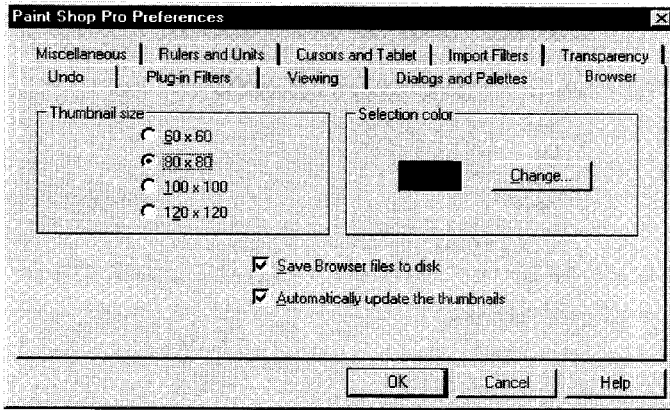 Paint Shop Pro Preferences
Miscellaneous Rulers and Units Cursors and Tablet Import Filters Transparency
Undo Plug-in Filters Viewing Dialogs and Palettes Browser
Thumbnail size Selection color
60 x 60
80 x 80 Change...
100 x 100
120 x 120
Save Browser files to disk
Automatically update the thumbnails
OK Cancel Help